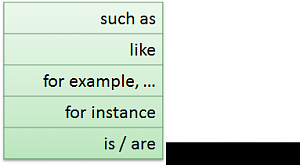 such as
like
for example, ...
for instance
is / are